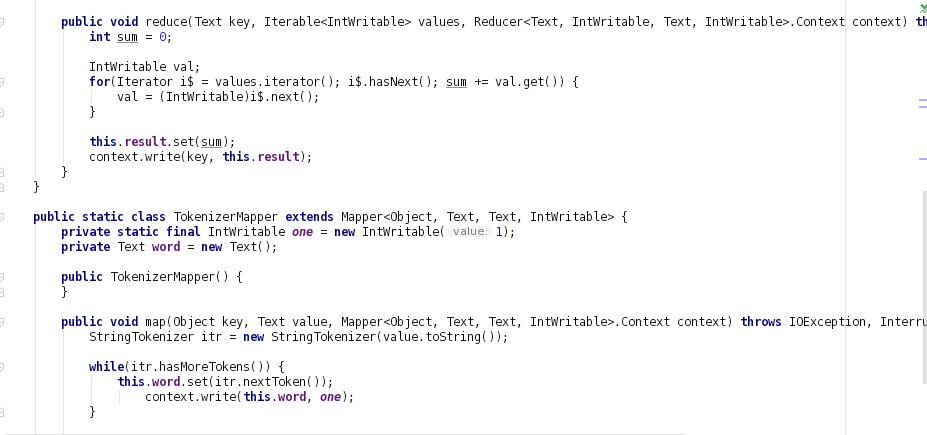 public void reduce(Text key, Iterable<IntWritable> values, Reducer<Text, IntWritable, Text, IntWritable>.Context context) th
int sum = 0;
IntWritable val;
for(Iterator i$ = values.iterator(); i$.hasNext(); sum += val.get()) {
val = (IntWritable)i$.next();
}
this.result.set(sum);
context.write(key, this.result);
}
}
public static class TokenizerMapper extends Mapper<Object, Text, Text, IntWritable> {
private static final IntWritable one = new IntWritable( value: 1);
private Text word = new Text();
public TokenizerMapper() {
}
public void map(Object key, Text value, Mapper<Object, Text, Text, IntWritable>.Context context) throws IOException, Interru
StringTokenizer itr = new StringTokenizer(value.toString());
while(itr.hasMoreTokens()) {
this.word.set(itr.nextToken());
context.write(this.word, one);
}